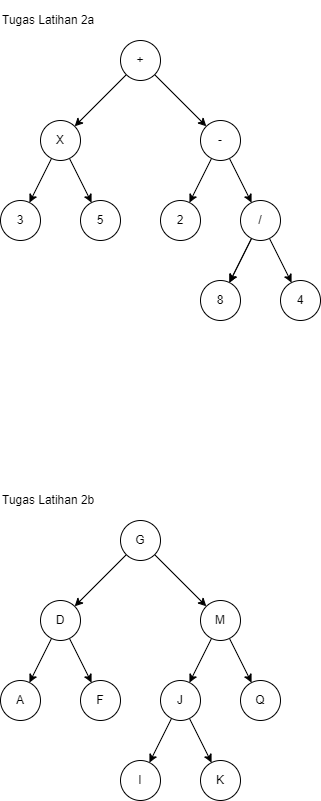 Tugas Latihan 2a
+
X -
3 5 2 /
8 4
Tugas Latihan 2b
G
D M
A F J Q
I K